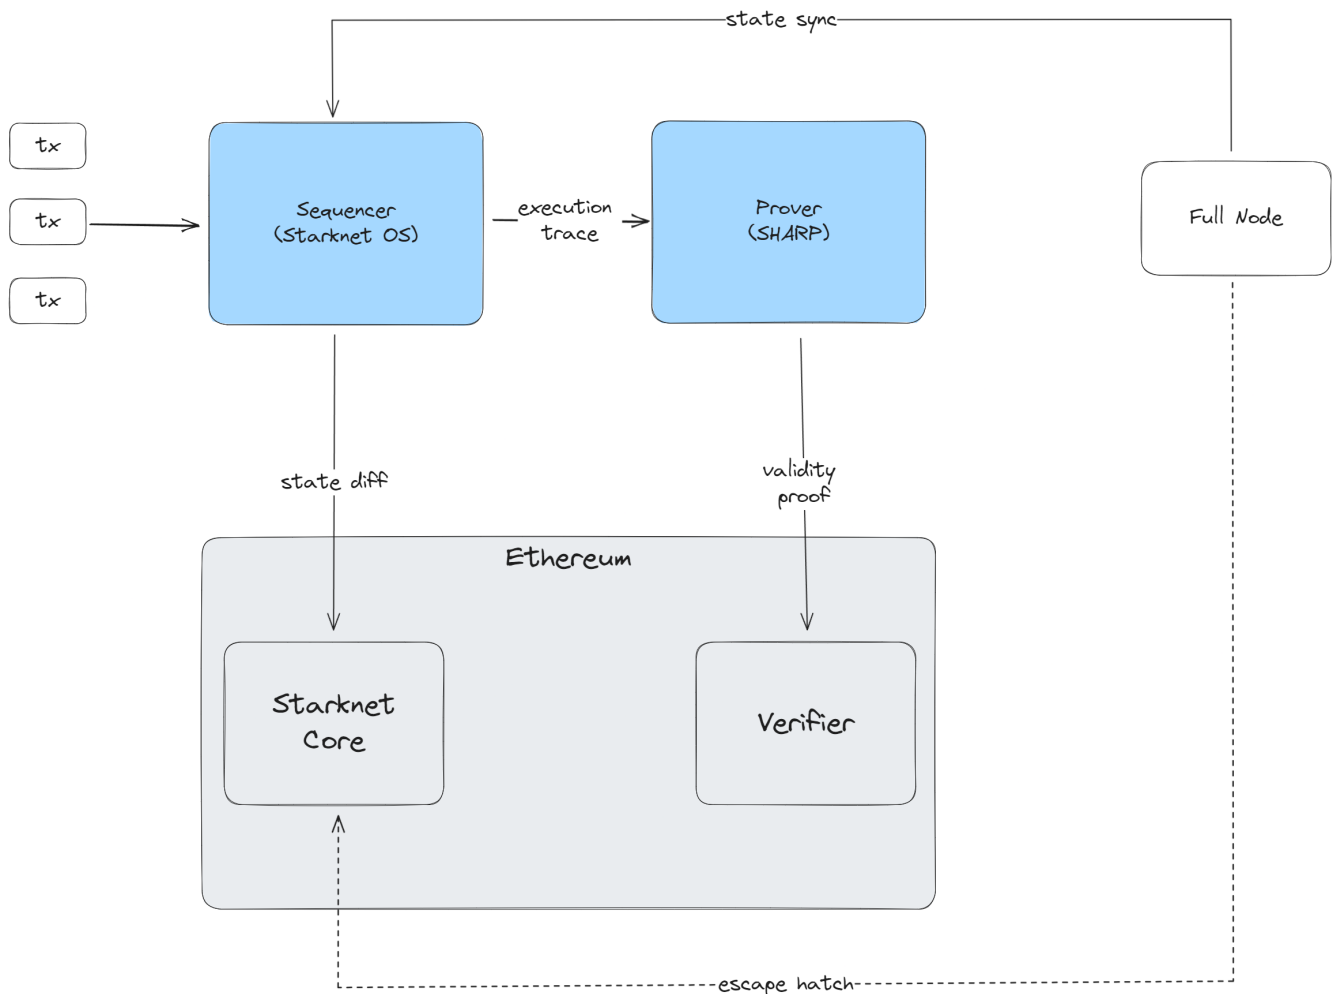 state sync
tx
tx
tx
Sequencer
(Starknet OS)
execution
trace
Prover
(SHARP)
Full Node
state diff
validity
proof
Ethereum
Starknet
Core
Verifier
escape hatch